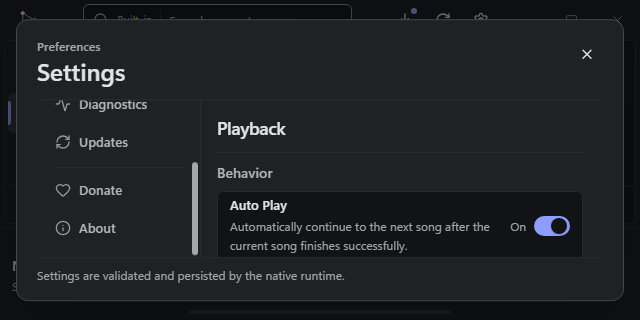 Preferences
Settings
Diagnostics
Updates
Donate
About
Playback
Behavior
Auto Play
Automatically continue to the next song after the
current song finishes successfully.
On
Settings are validated and persisted by the native runtime.